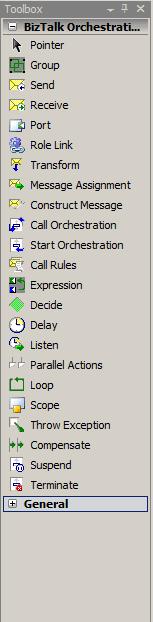 Toolbox
BizTalk Orchestrati...
Pointer
Group
Send
Receive
Port
Role Link
Transform
Message Assignment
Construct Message
Call Orchestration
Start Orchestration
Call Rules
Expression
Decide
Delay
Listen
Parallel Actions
Loop
Scope
Throw Exception
Compensate
Suspend
Terminate
General